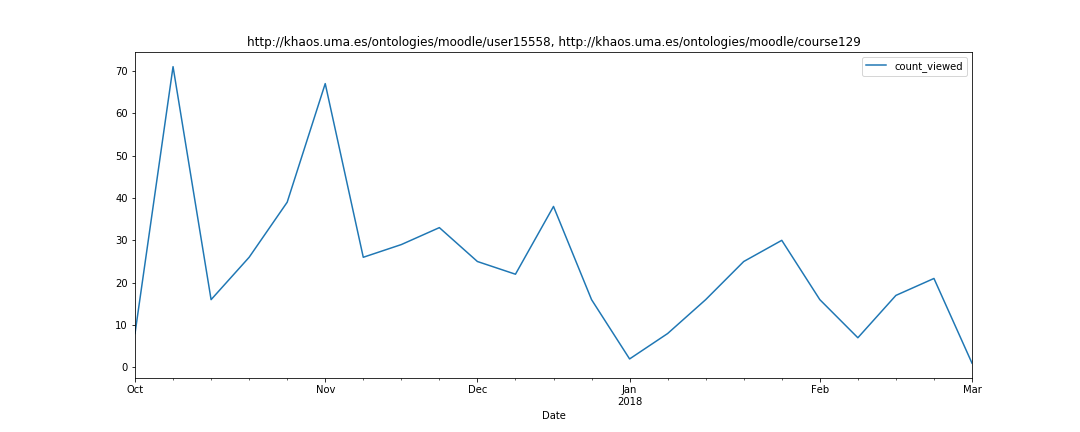 http://khaos.uma.es/ontologies/moodle/user15558, http://khaos.uma.es/ontologies/moodle/course129
count_viewed
70
60
50
40
30
20
10
0
Oct Nov Dec Jan Feb Mar
2018
Date